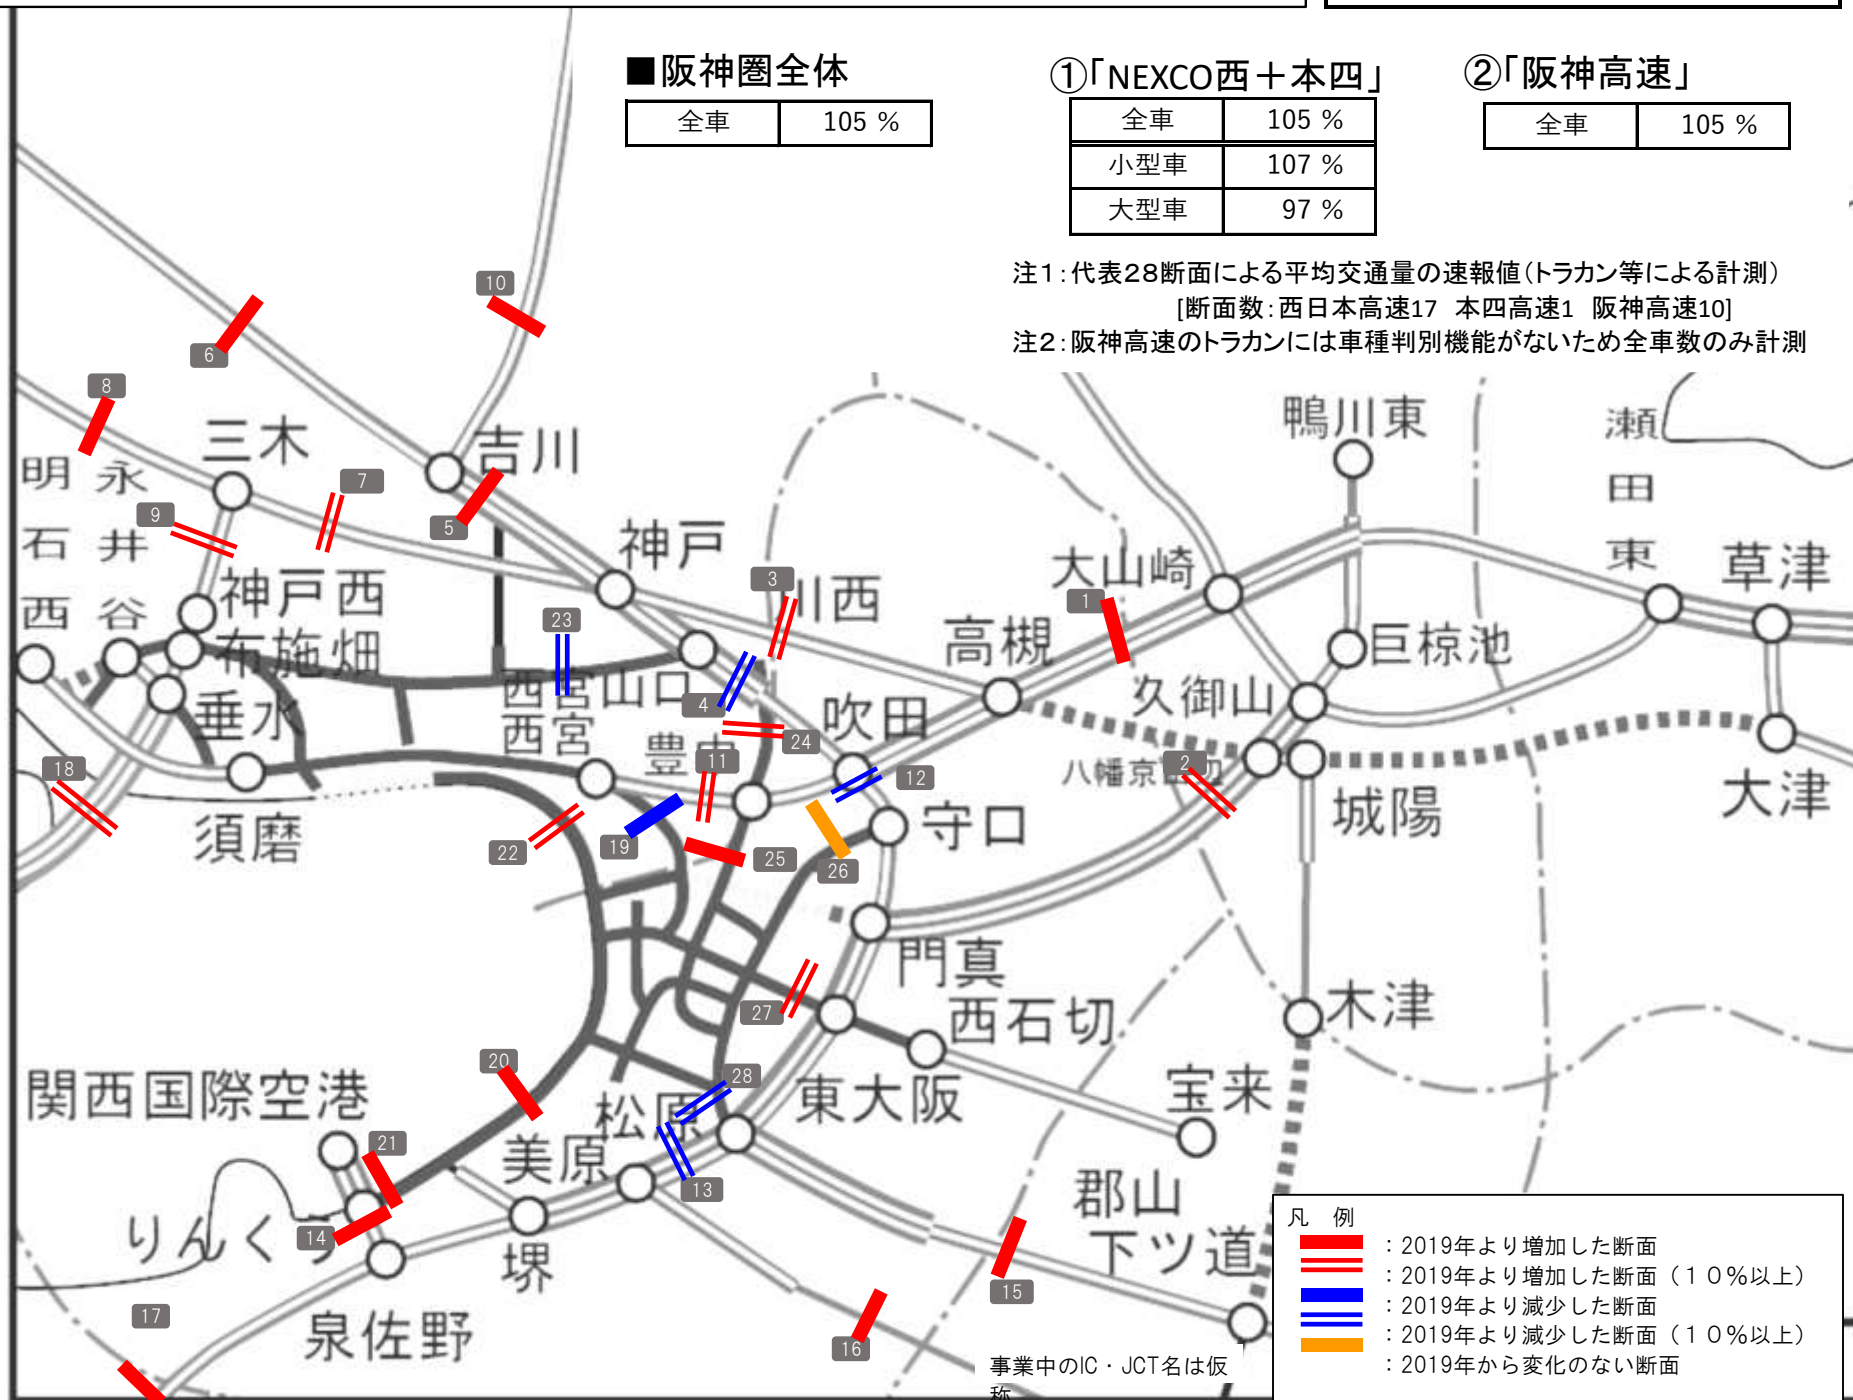 ■阪神圏全体
全車 105 %
①｢NEXCO西＋本四｣
全車 105 %
小型車 107 %
大型車 97 %
②｢阪神高速｣
全車 105 %
注1：代表28断面による平均交通量の速報値（トラカン等による計測）
[断面数：西日本高速17 本四高速1 阪神高速10]
注2：阪神高速のトラカンには車種判別機能がないため全車数のみ計測
10
6
8
三木
吉川
鴨川東
瀬田東
明石西
永井谷
7
9
5
神戸
3
川西
大山崎
1
草津
神戸西
布施畑
23
高槻
巨椋池
西宮山口
西宮
4
久御山
垂水
豊中
24
吹田
18
11
12
八幡京田辺
2
大津
須磨
22
19
25
26
守口
城陽
門真
27
西石切
木津
20
28
関西国際空港
松原
東大阪
宝来
21
美原
13
郡山
下ツ道
りんくう
14
堺
15
17
泉佐野
16
事業中のIC・JCT名は仮
称
凡 例
：2019年より増加した断面
：2019年より増加した断面（１０％以上）
：2019年より減少した断面
：2019年より減少した断面（１０％以上）
：2019年から変化のない断面